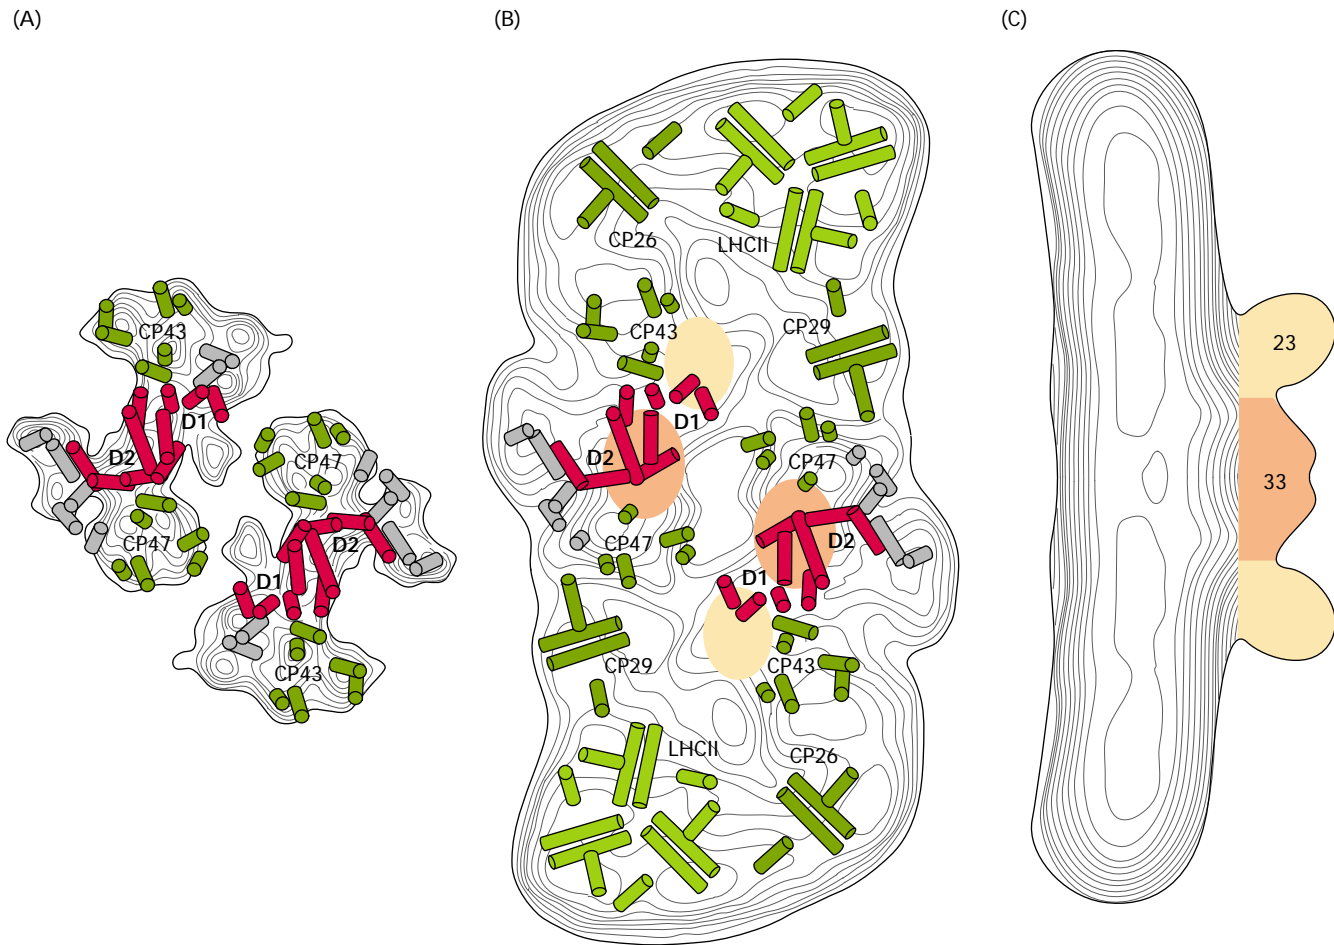 (A)
CP43
D1
D2
CP47
CP47
D2
D1
CP43
(B)
CP26
LHCII
CP29
CP43
D1
D2
CP47
CP47
D2
D1
CP29
CP43
LHCII
CP26
(C)
23
33